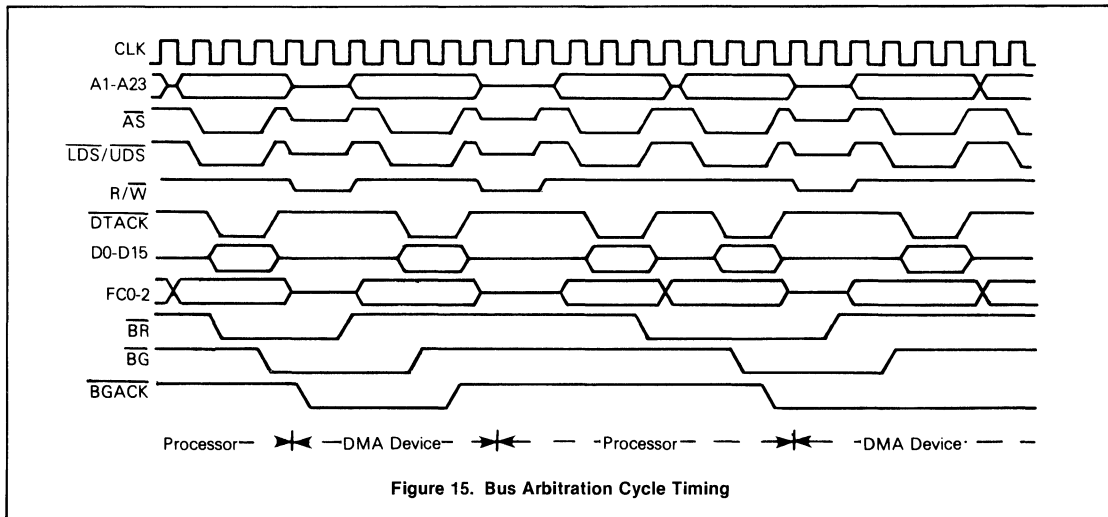 CLK
A1-A23
AS
LDS/UDS
R/W
DTACK
D0-D15
FC0-2
BR
BG
BGACK
Processor DMA Device Processor DMA Device
Figure 15. Bus Arbitration Cycle Timing